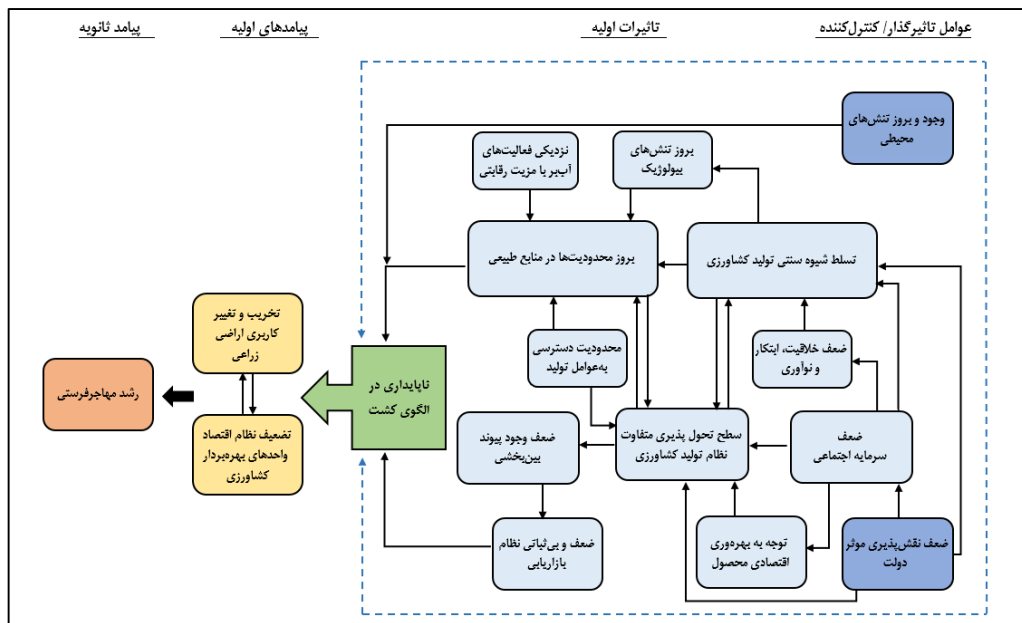 عوامل تاثیرگذار/ کنترل‌کننده
تاثیرات اولیه
پیامدهای اولیه
پیامد ثانویه
وجود و بروز تنش‌های
محیطی
بروز تنش‌های
بیولوژیک
نزدیکی فعالیت‌های
آب‌بر با مزیت رقابتی
تسلط شیوه سنتی تولید کشاورزی
بروز محدودیت‌ها در منابع طبیعی
ضعف خلاقیت، ابتکار
و نوآوری
محدودیت دسترسی
به‌عوامل تولید
ضعف
سرمایه اجتماعی
سطح تحول پذیری متفاوت
نظام تولید کشاورزی
ضعف وجود پیوند
بین‌بخشی
ضعف نقش‌پذیری موثر
دولت
توجه به بهره‌وری
اقتصادی محصول
ضعف و بی‌ثباتی نظام
بازاریابی
ناپایداری در
الگوی کشت
تخریب و تغییر
کاربری اراضی
زراعی
تضعیف نظام اقتصاد
واحدهای بهره‌بردار
کشاورزی
رشد مهاجرفرستی